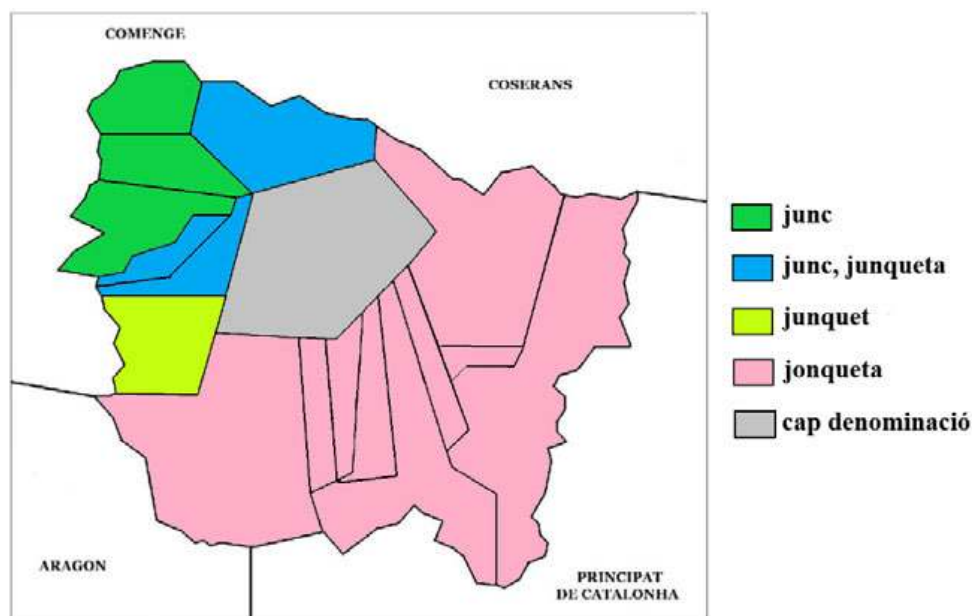 COMENGE
COSERANS
junc
junc, junqueta
junquet
jonqueta
cap denominació
ARAGON
PRINCIPAT
DE CATALONHA